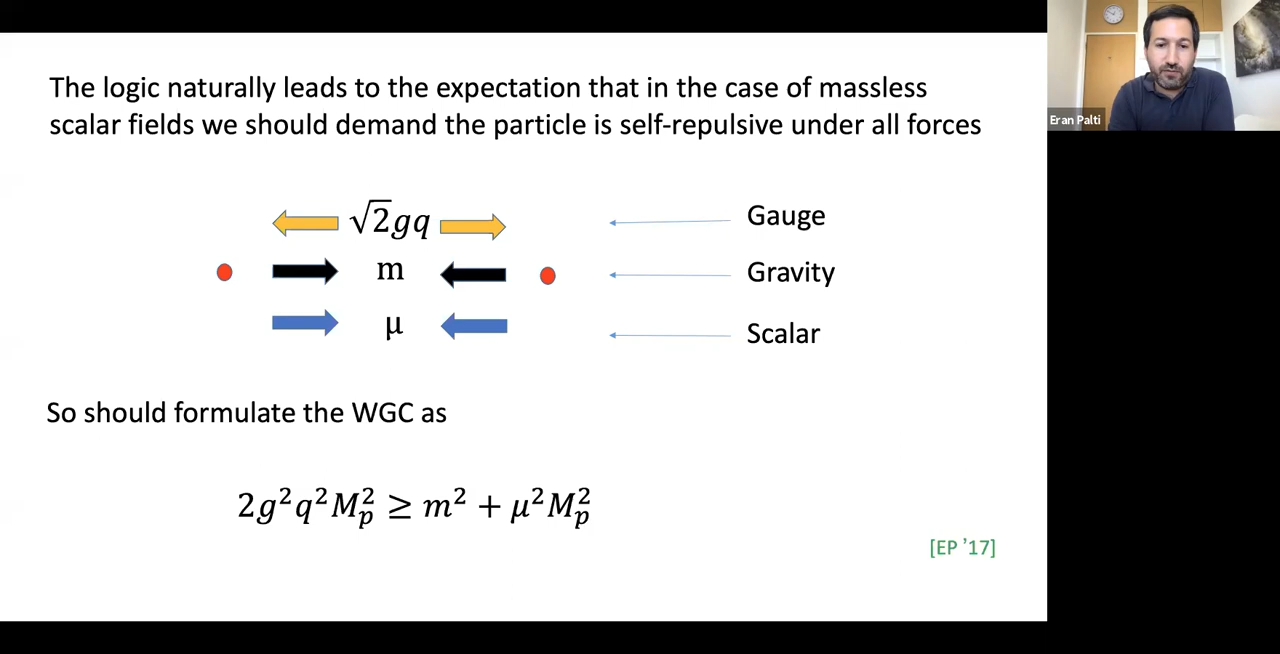 The logic naturally leads to the expectation that in the case of massless
scalar fields we should demand the particle is self-repulsive under all forces
√2gq
Gauge
m
Gravity
μ
Scalar
So should formulate the WGC as
2g²q²M_p² ≥ m² + μ²M_p²
[EP ’17]
Eran Palti